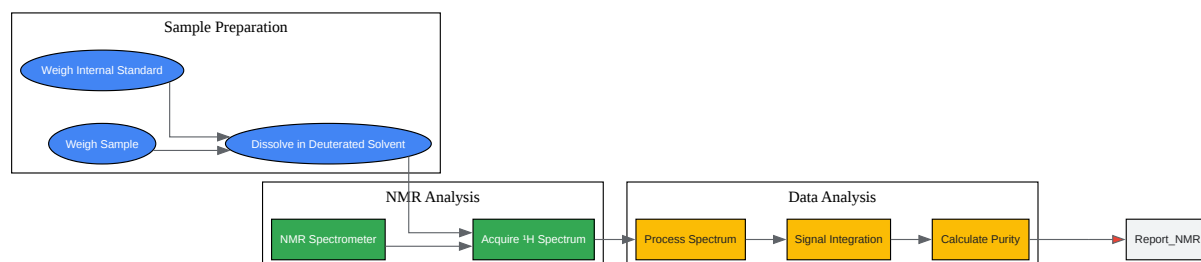 Sample Preparation
Weigh Internal Standard
Weigh Sample
Dissolve in Deuterated Solvent
NMR Analysis
NMR Spectrometer
Acquire ¹H Spectrum
Data Analysis
Process Spectrum
Signal Integration
Calculate Purity
Report_NMR